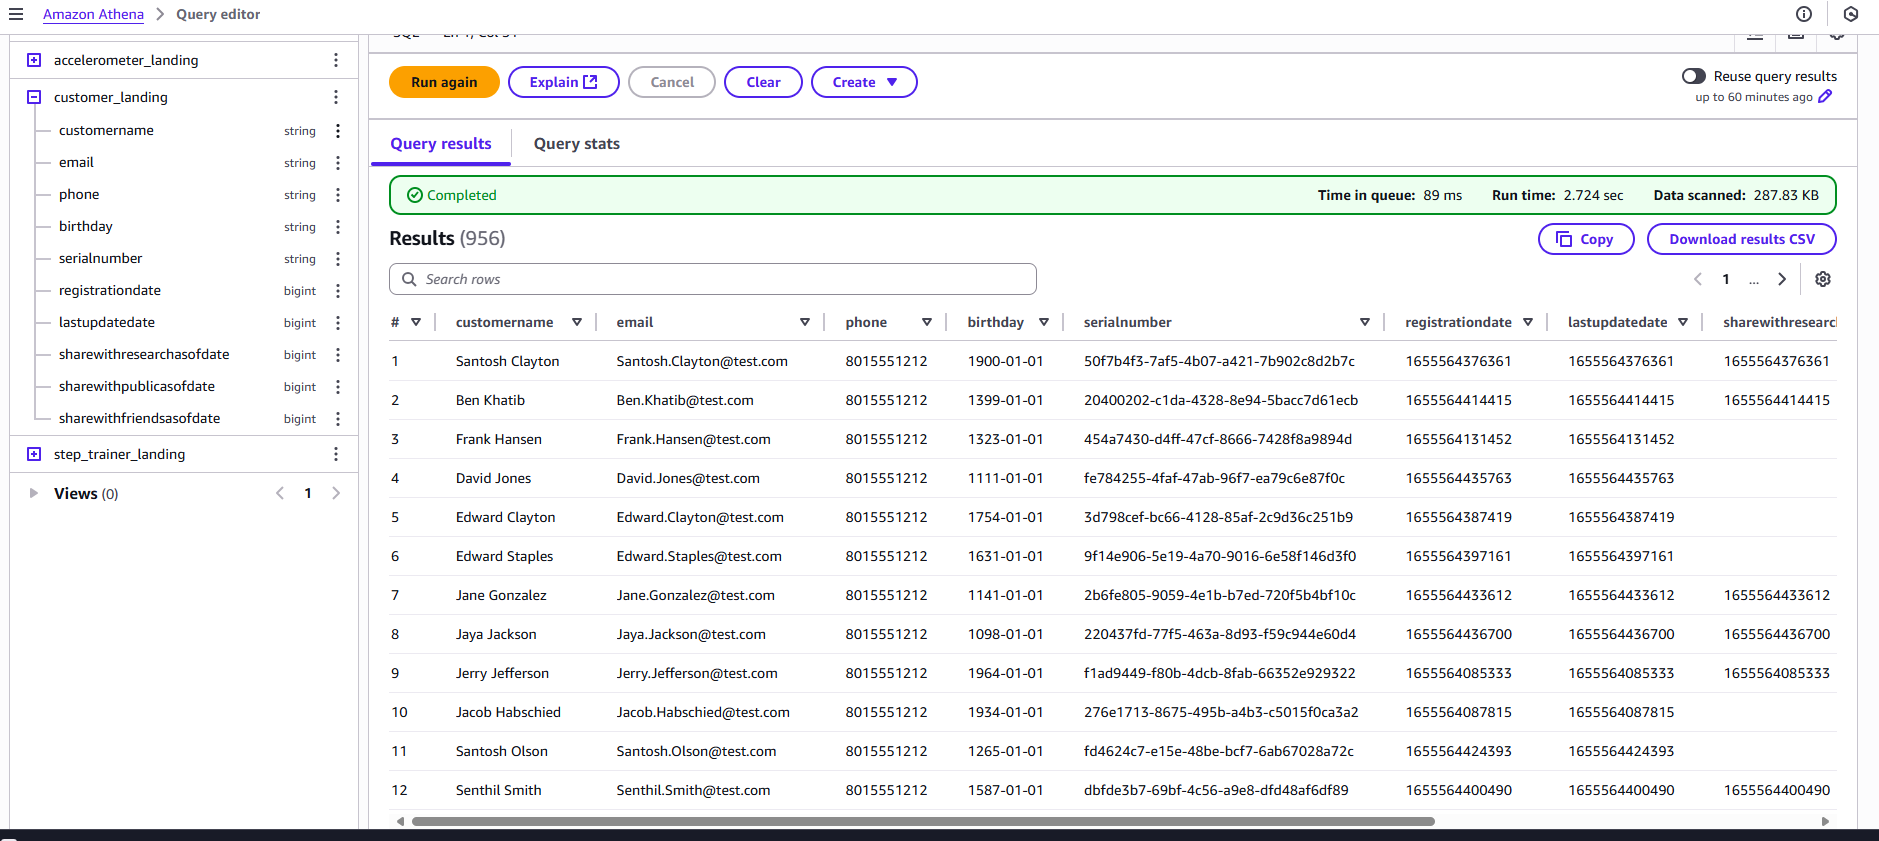 Amazon Athena > Query editor
accelerometer_landing
customer_landing
customername string
email string
phone string
birthday string
serialnumber string
registrationdate bigint
lastupdatedate bigint
sharewithresearchasofdate bigint
sharewithpublicasofdate bigint
sharewithfriendsasofdate bigint
step_trainer_landing
Views (0) 1
Run again Explain Cancel Clear Create
Reuse query results
up to 60 minutes ago
Query results Query stats
Completed Time in queue: 89 ms Run time: 2.724 sec Data scanned: 287.83 KB
Results (956) Copy Download results CSV
Search rows 1 ...
# customername email phone birthday serialnumber registrationdate lastupdatedate sharewithresearch
1 Santosh Clayton Santosh.Clayton@test.com 8015551212 1900-01-01 50f7b4f3-7af5-4b07-a421-7b902c8d2b7c 1655564376361 1655564376361 1655564376361
2 Ben Khatib Ben.Khatib@test.com 8015551212 1399-01-01 20400202-c1da-4328-8e94-5bacc7d61ecb 1655564414415 1655564414415 1655564414415
3 Frank Hansen Frank.Hansen@test.com 8015551212 1323-01-01 454a7430-d4ff-47cf-8666-7428f8a9894d 1655564131452 1655564131452
4 David Jones David.Jones@test.com 8015551212 1111-01-01 fe784255-4faf-47ab-96f7-ea79c6e87f0c 1655564435763 1655564435763
5 Edward Clayton Edward.Clayton@test.com 8015551212 1754-01-01 3d798cef-bc66-4128-85af-2c9d36c251b9 1655564387419 1655564387419
6 Edward Staples Edward.Staples@test.com 8015551212 1631-01-01 9f14e906-5e19-4a70-9016-6e58f146d3f0 1655564397161 1655564397161
7 Jane Gonzalez Jane.Gonzalez@test.com 8015551212 1141-01-01 2b6fe805-9059-4e1b-b7ed-720f5b4bf10c 1655564433612 1655564433612 1655564433612
8 Jaya Jackson Jaya.Jackson@test.com 8015551212 1098-01-01 220437fd-77f5-463a-8d93-f59c944e60d4 1655564436700 1655564436700 1655564436700
9 Jerry Jefferson Jerry.Jefferson@test.com 8015551212 1964-01-01 f1ad9449-f80b-4dcb-8fab-66352e929322 1655564085333 1655564085333 1655564085333
10 Jacob Habschied Jacob.Habschied@test.com 8015551212 1934-01-01 276e1713-8675-495b-a4b3-c5015f0ca3a2 1655564087815 1655564087815
11 Santosh Olson Santosh.Olson@test.com 8015551212 1265-01-01 fd4624c7-e15e-48be-bcf7-6ab67028a72c 1655564424393 1655564424393
12 Senthil Smith Senthil.Smith@test.com 8015551212 1587-01-01 dbfde3b7-69bf-4c56-a9e8-dfd48af6df89 1655564400490 1655564400490 1655564400490